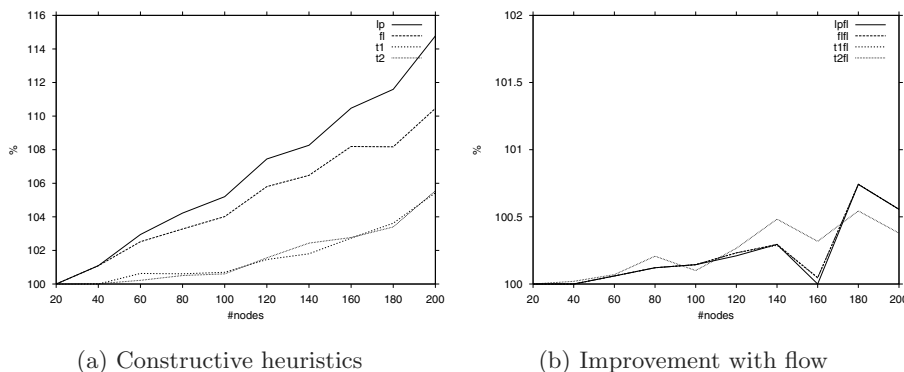 116
114
112
110
108
106
104
102
100
%
20 40 60 80 100 120 140 160 180 200
#nodes
lp
fl
t1
t2
(a) Constructive heuristics
102
101.5
101
100.5
100
%
20 40 60 80 100 120 140 160 180 200
#nodes
lpfl
flfl
t1fl
t2fl
(b) Improvement with flow